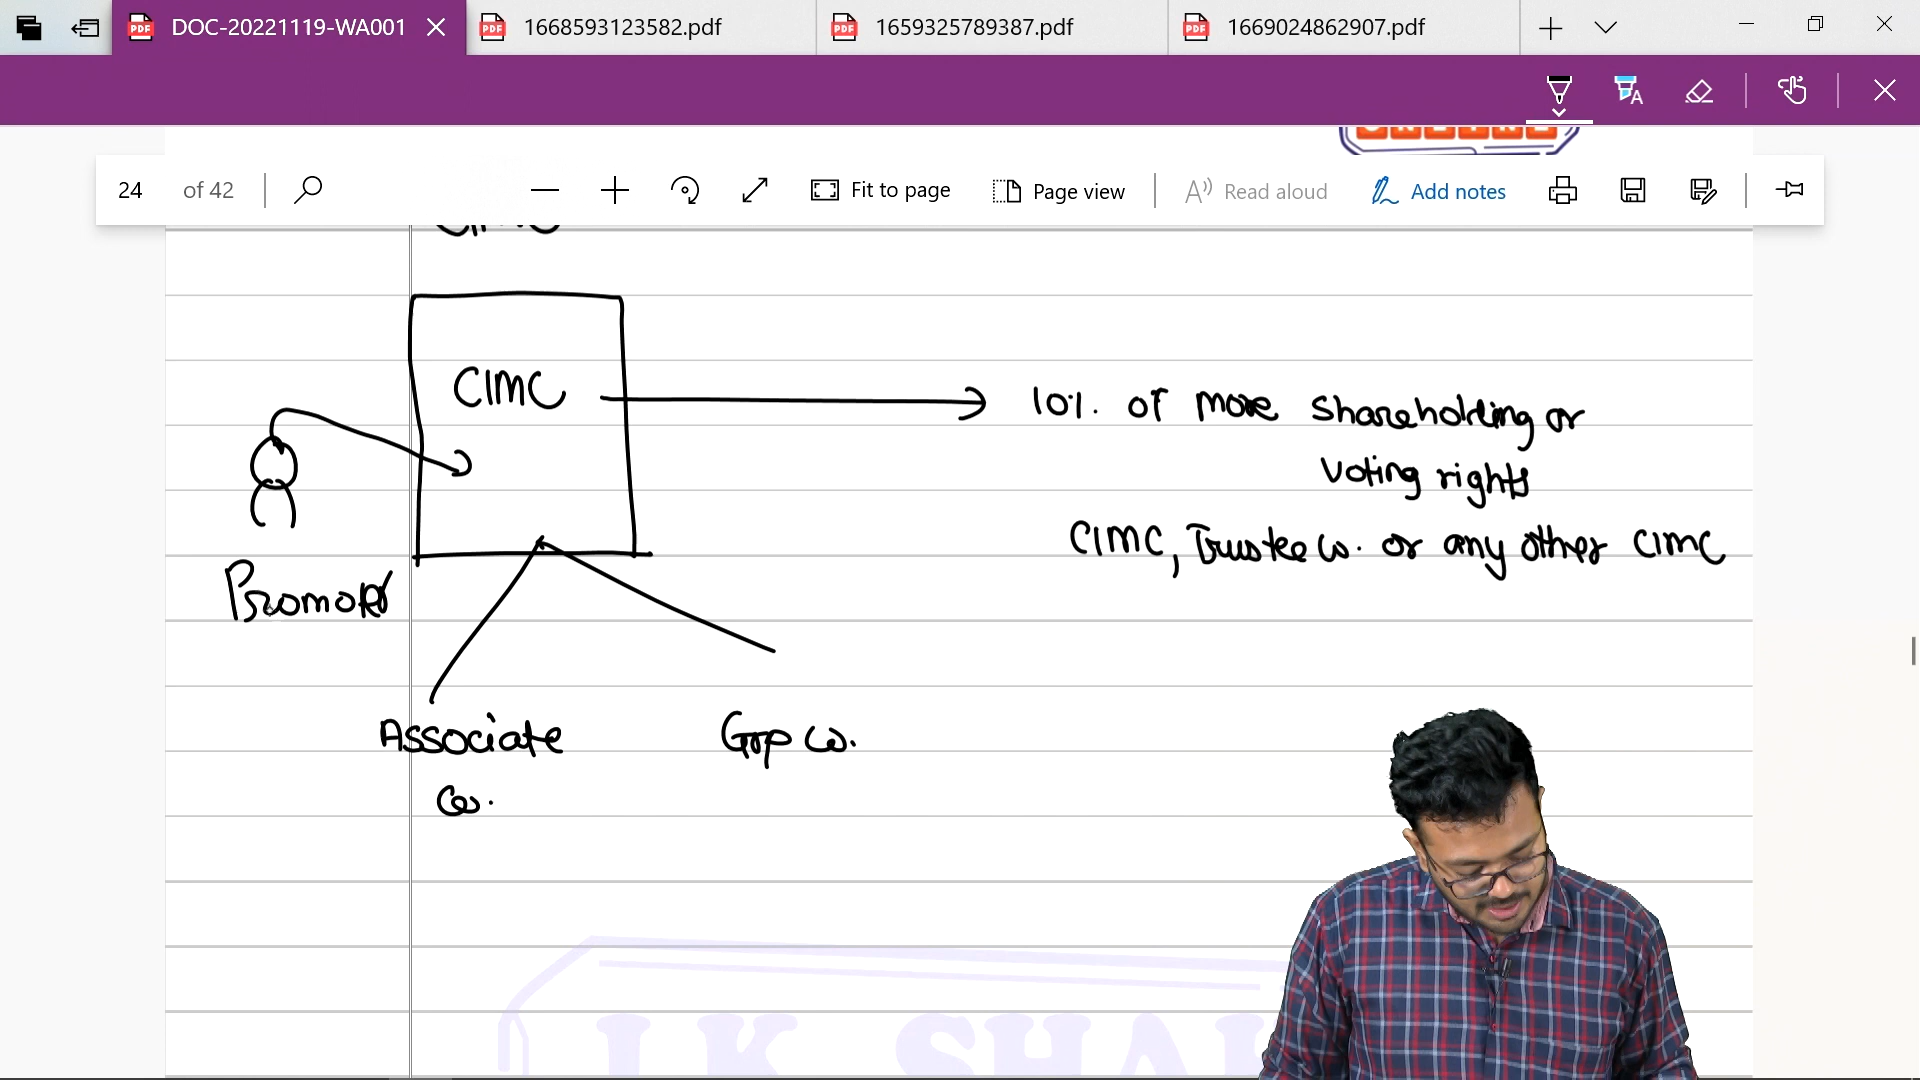 DOC-20221119-WA001
1668593123582.pdf
1659325789387.pdf
1669024862907.pdf
24 of 42
Fit to page
Page view
Read aloud
Add notes
CIMC
10%. or more shareholding or
voting rights
CIMC, Trustee Co. or any other CIMC
Promoter
Associate
Co.
Grp Co.